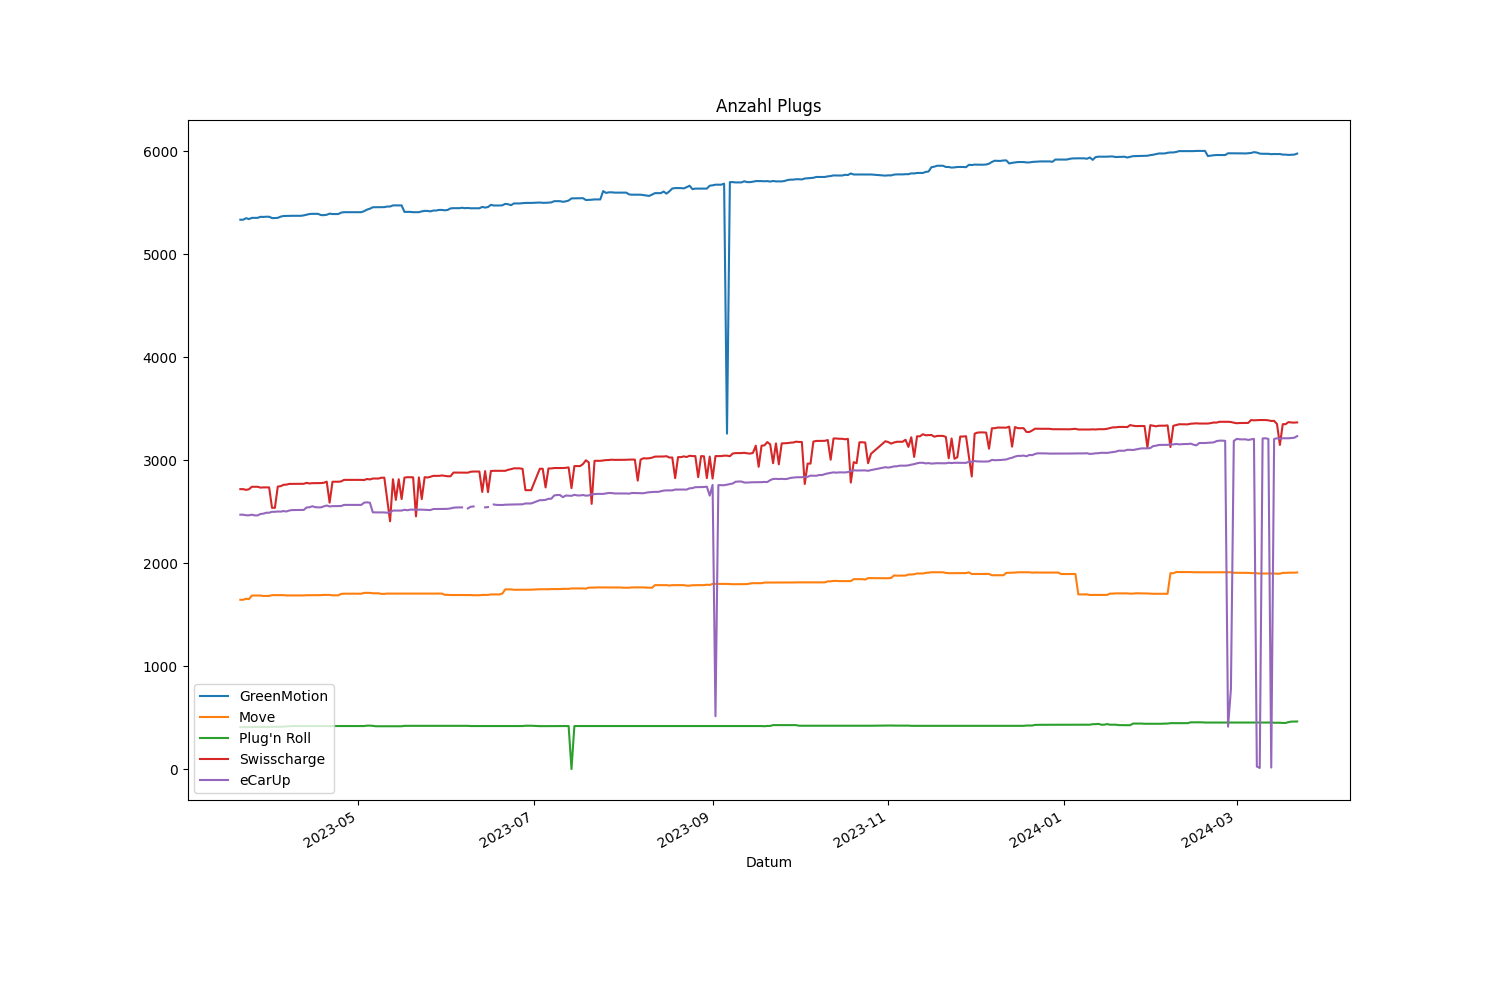 Anzahl Plugs
6000
5000
4000
3000
2000
1000
0
GreenMotion
Move
Plug'n Roll
Swisscharge
eCarUp
2023-05
2023-07
2023-09
2023-11
2024-01
2024-03
Datum